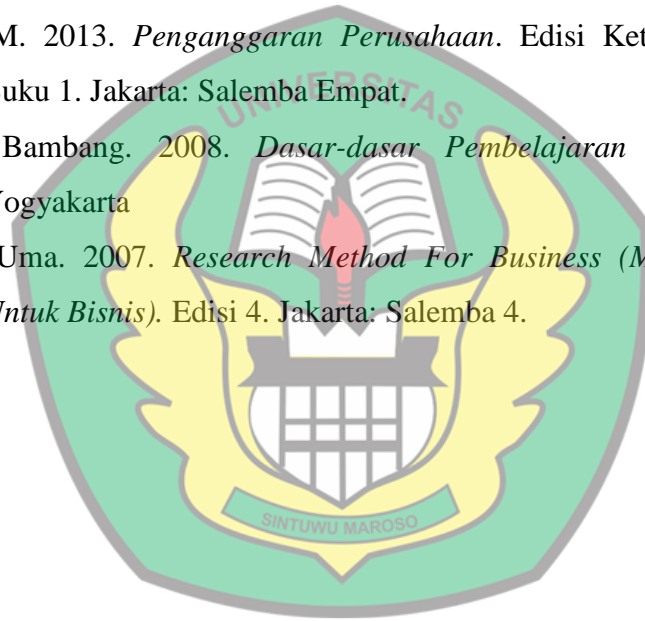 M. 2013. Penganggaran Perusahaan. Edisi Ket
Buku 1. Jakarta: Salemba Empat.
UNIVERSITAS
Bambang. 2008. Dasar-dasar Pembelajaran
Yogyakarta
Uma. 2007. Research Method For Business (M
Untuk Bisnis). Edisi 4. Jakarta: Salemba 4.
SINTUWU MAROSO